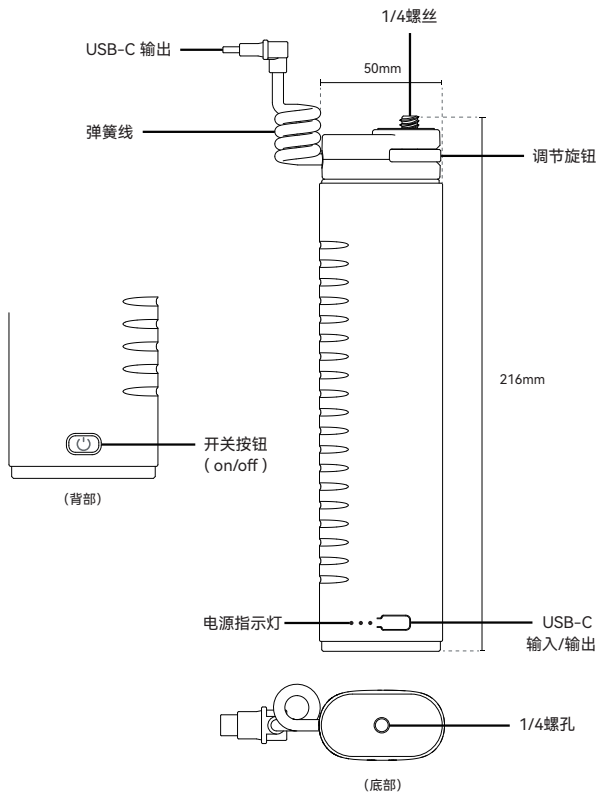 1/4螺丝
USB-C 输出
50mm
弹簧线
调节旋钮
216mm
开关按钮
( on/off )
(背部)
电源指示灯
USB-C
输入/输出
1/4螺孔
(底部)